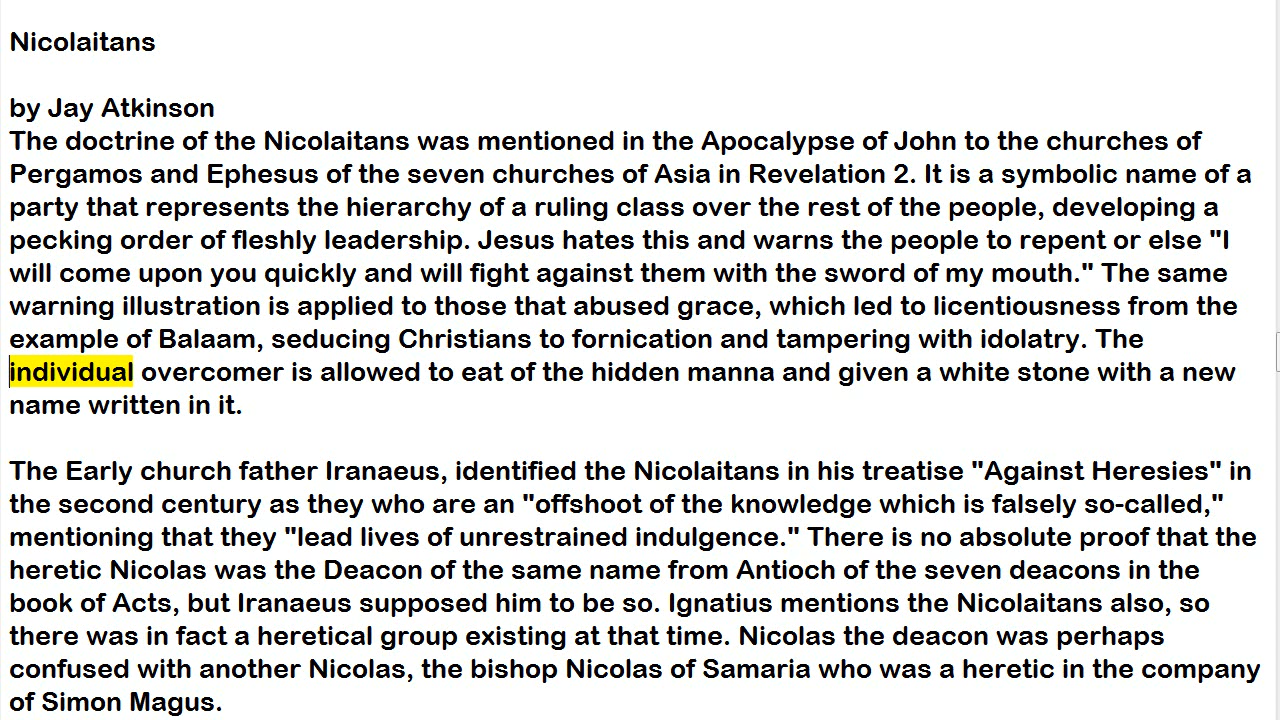 Nicolaitans
by Jay Atkinson
The doctrine of the Nicolaitans was mentioned in the Apocalypse of John to the churches of
Pergamos and Ephesus of the seven churches of Asia in Revelation 2. It is a symbolic name of a
party that represents the hierarchy of a ruling class over the rest of the people, developing a
pecking order of fleshly leadership. Jesus hates this and warns the people to repent or else "I
will come upon you quickly and will fight against them with the sword of my mouth." The same
warning illustration is applied to those that abused grace, which led to licentiousness from the
example of Balaam, seducing Christians to fornication and tampering with idolatry. The
individual overcomer is allowed to eat of the hidden manna and given a white stone with a new
name written in it.
The Early church father Iranaeus, identified the Nicolaitans in his treatise "Against Heresies" in
the second century as they who are an "offshoot of the knowledge which is falsely so-called,"
mentioning that they "lead lives of unrestrained indulgence." There is no absolute proof that the
heretic Nicolas was the Deacon of the same name from Antioch of the seven deacons in the
book of Acts, but Iranaeus supposed him to be so. Ignatius mentions the Nicolaitans also, so
there was in fact a heretical group existing at that time. Nicolas the deacon was perhaps
confused with another Nicolas, the bishop Nicolas of Samaria who was a heretic in the company
of Simon Magus.